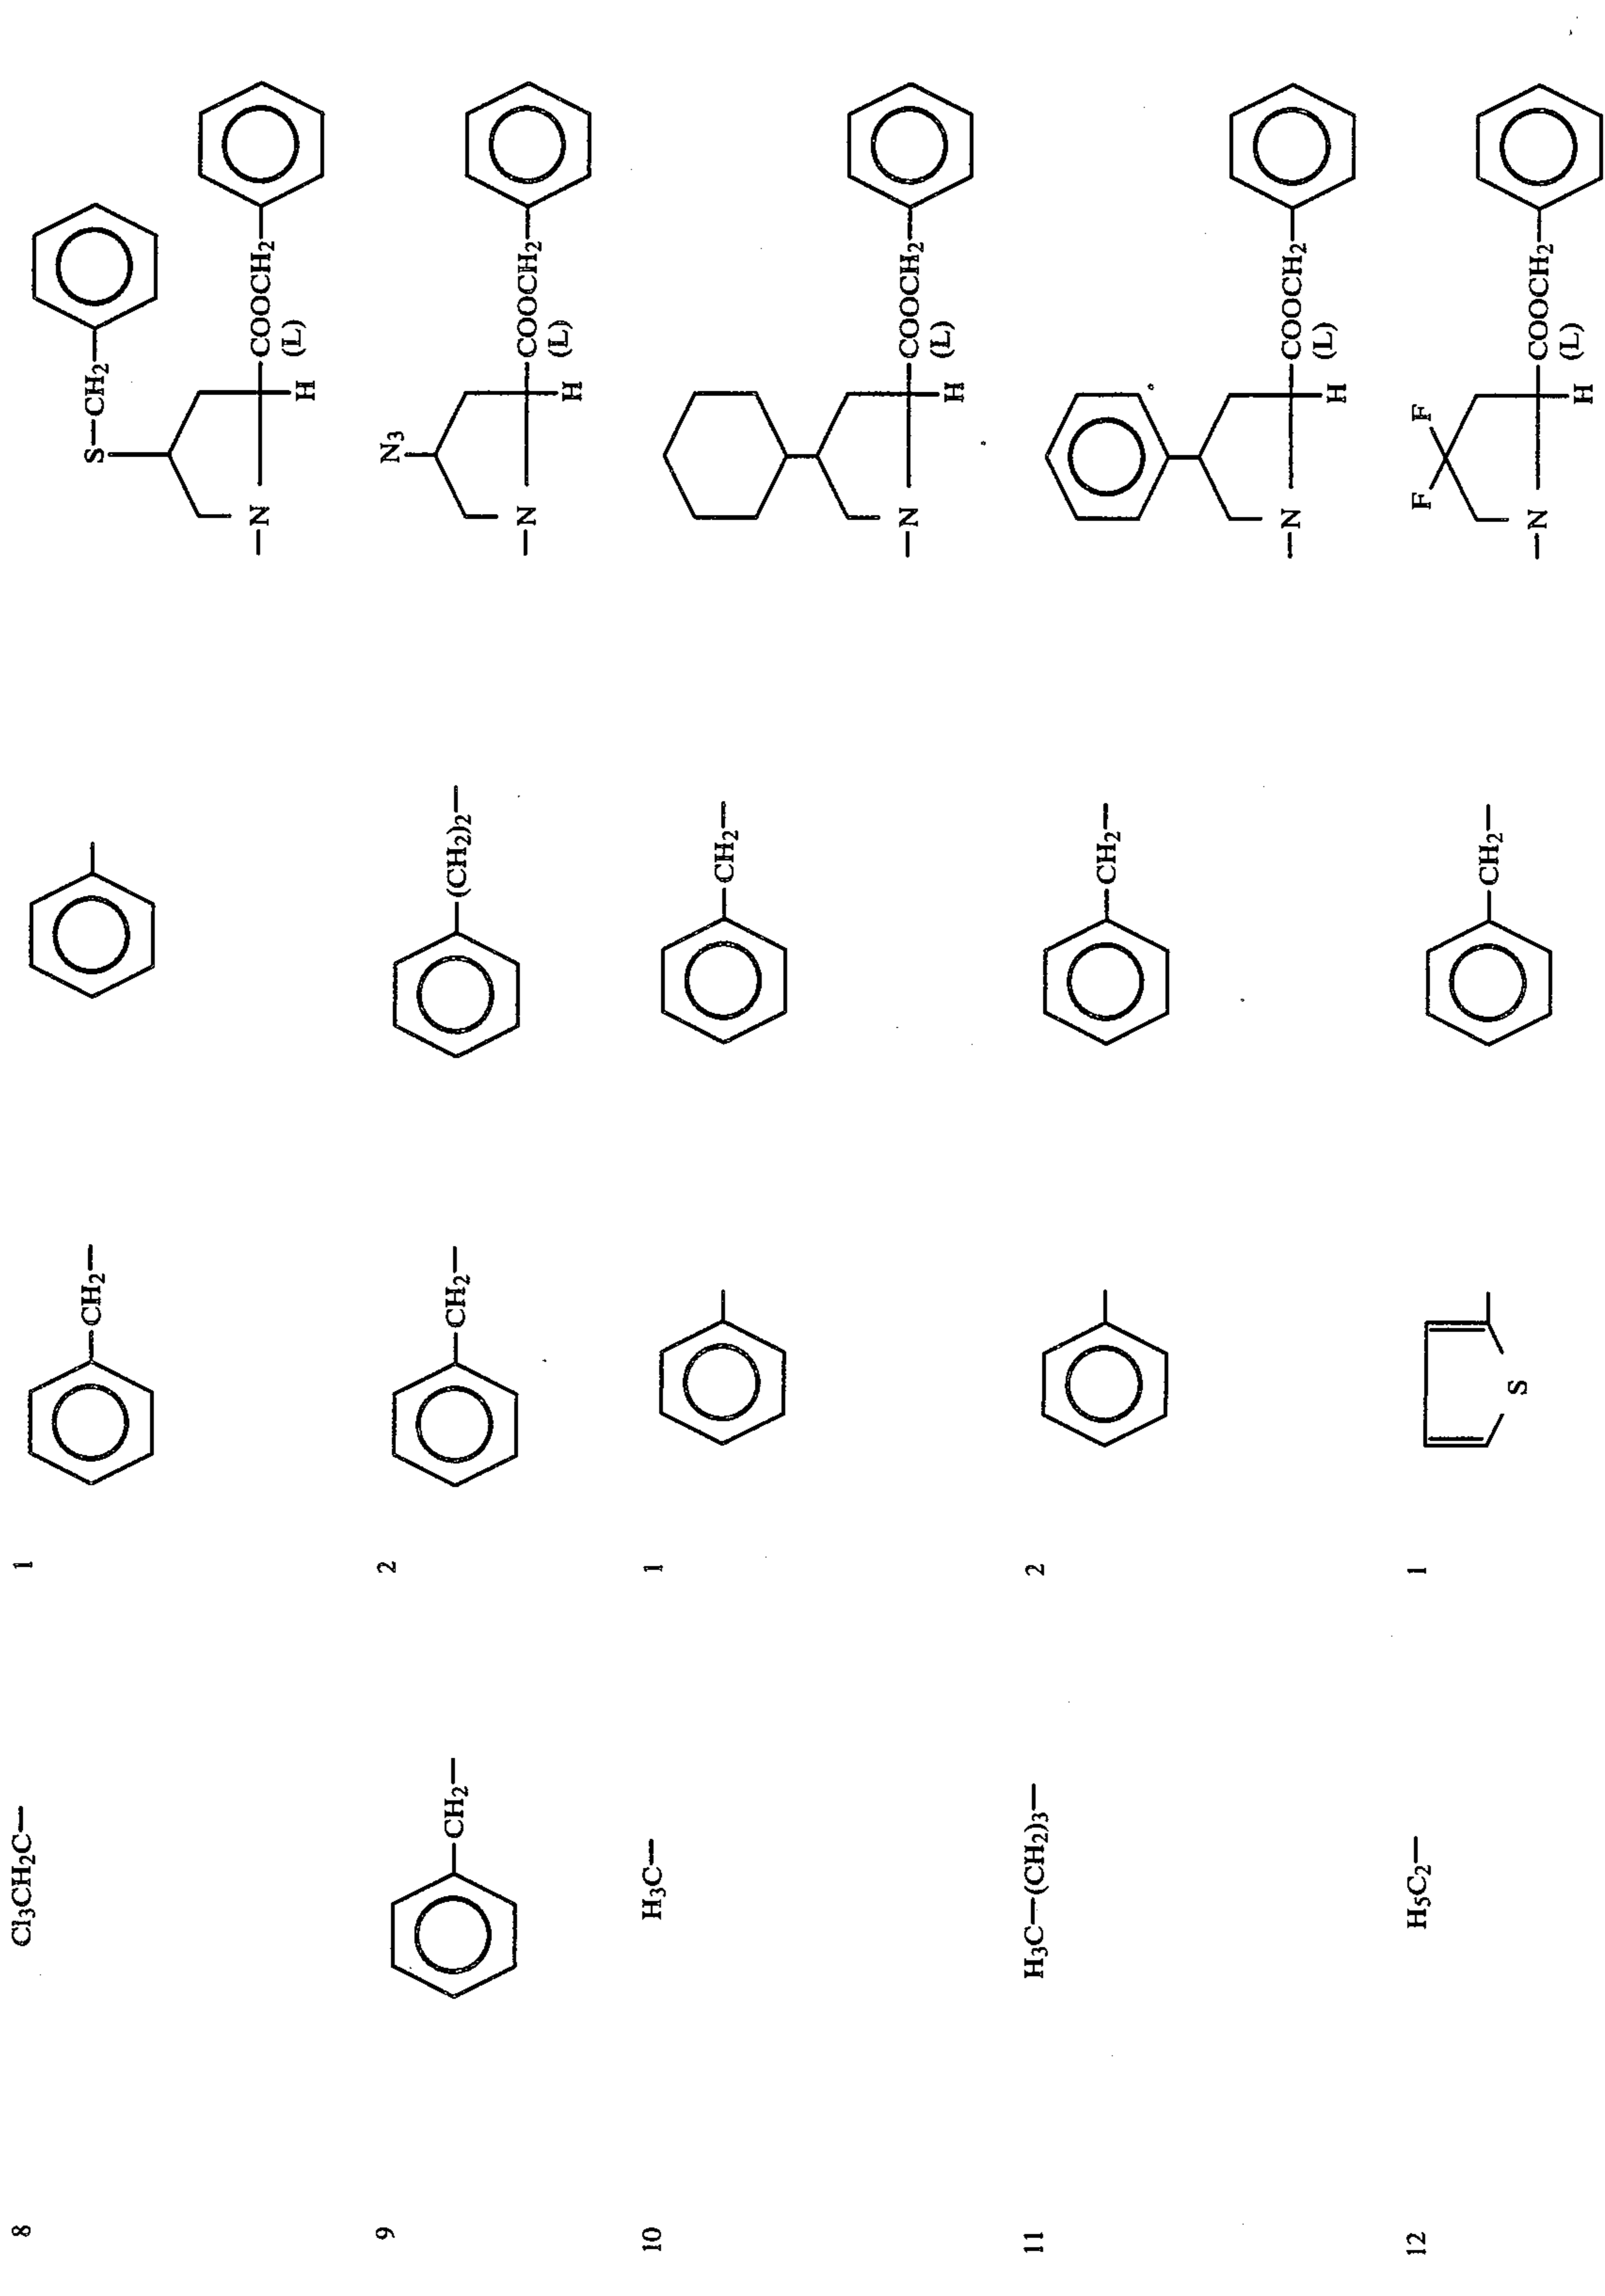 8 Cl3CH2C— 1 —CH2— S—CH2— —N COOCH2— (L) H
9 —CH2— 2 —CH2— —(CH2)2— N3 —N COOCH2— (L) H
10 H3C— 1 —CH2— —N COOCH2— (L) H
11 H3C—(CH2)3— 2 —CH2— —N COOCH2— (L) H
12 H5C2— 1 S —CH2— F F —N COOCH2— (L) H